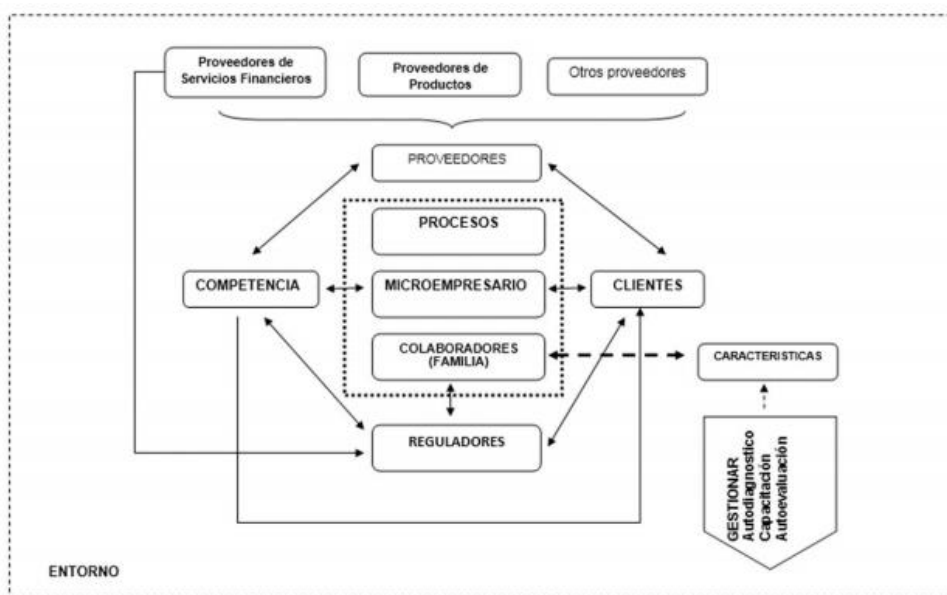 Proveedores de
Servicios Financieros
Proveedores de
Productos
Otros proveedores
PROVEEDORES
PROCESOS
COMPETENCIA
MICROEMPRESARIO
CLIENTES
COLABORADORES
(FAMILIA)
CARACTERISTICAS
REGULADORES
GESTIONAR
Autodiagnostico
Capacitación
Autoevaluación
ENTORNO